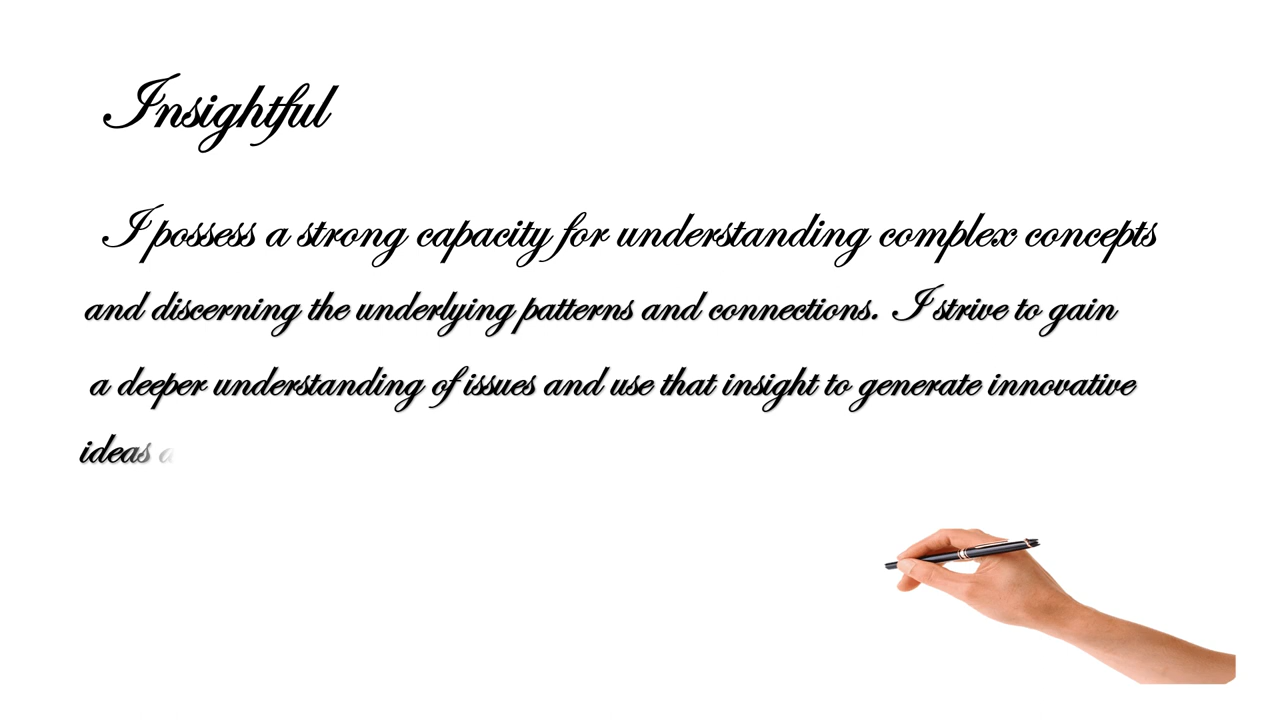 Insightful
I possess a strong capacity for understanding complex concepts
and discerning the underlying patterns and connections. I strive to gain
a deeper understanding of issues and use that insight to generate innovative
ideas a